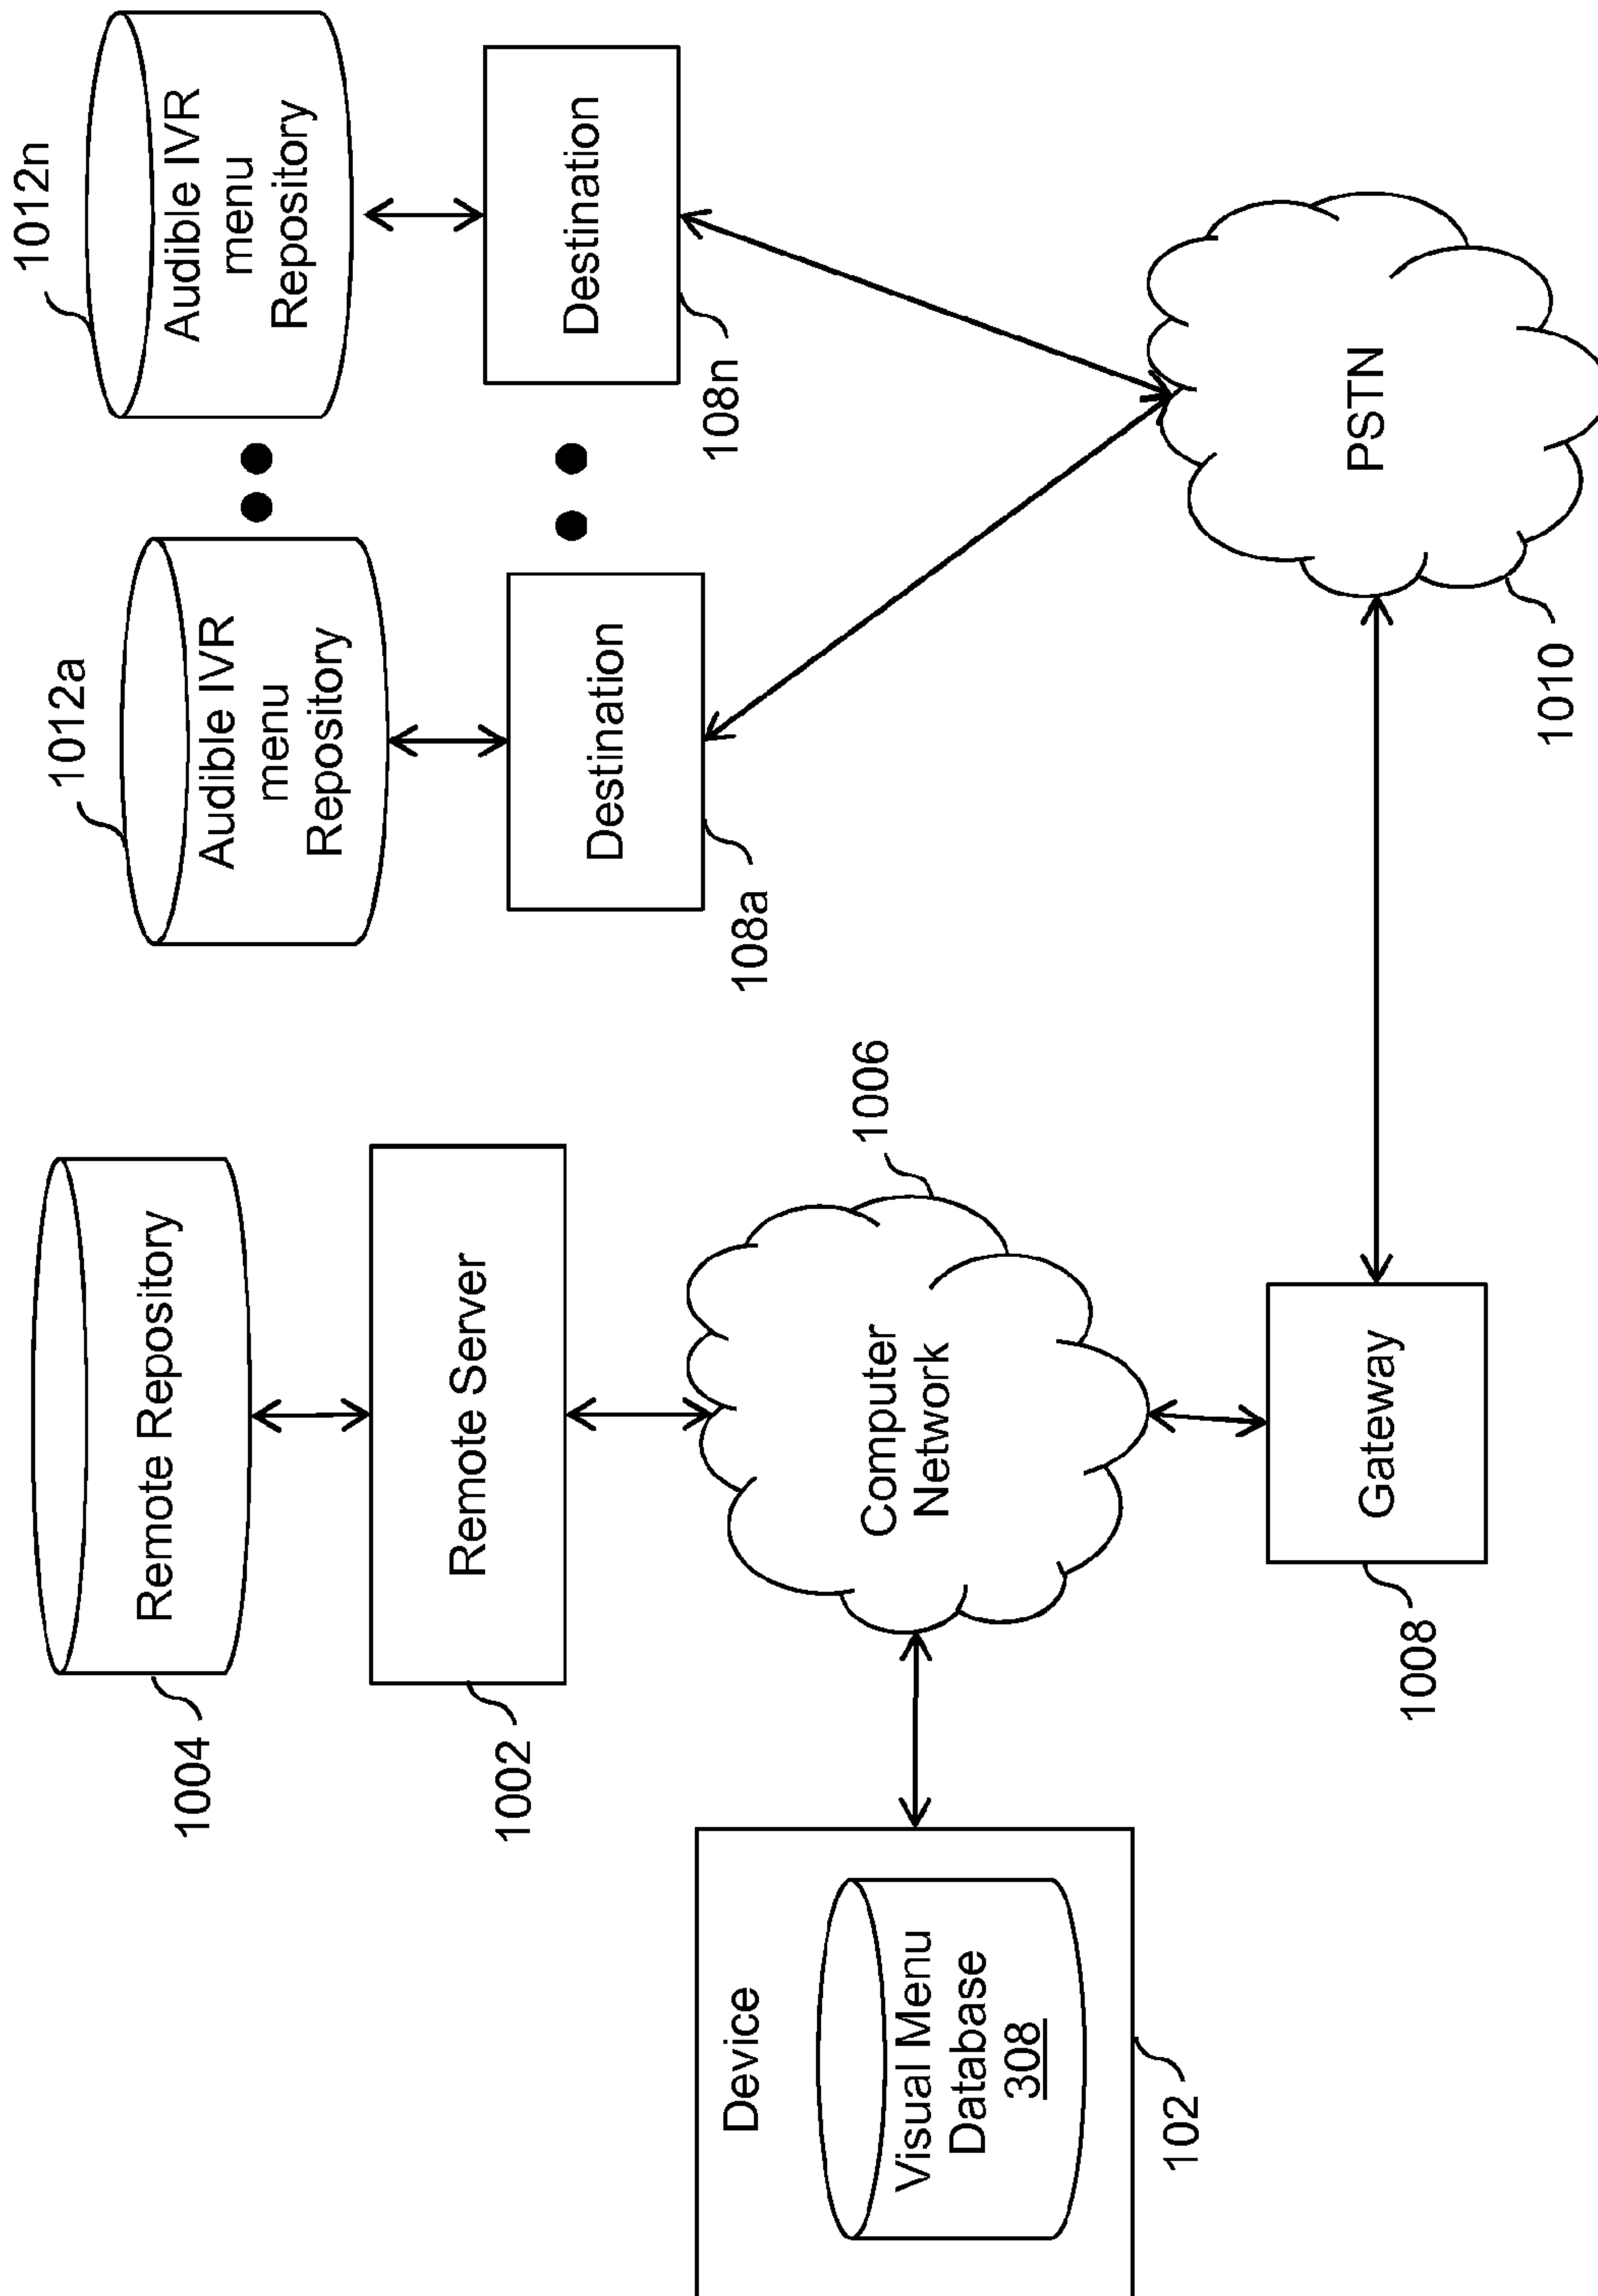 1004
Remote Repository
1002
Remote Server
Device
Visual Menu
Database
308
102
Computer
Network
1006
1008
Gateway
1012a
Audible IVR
menu
Repository
Destination
108a
1012n
Audible IVR
menu
Repository
Destination
108n
PSTN
1010